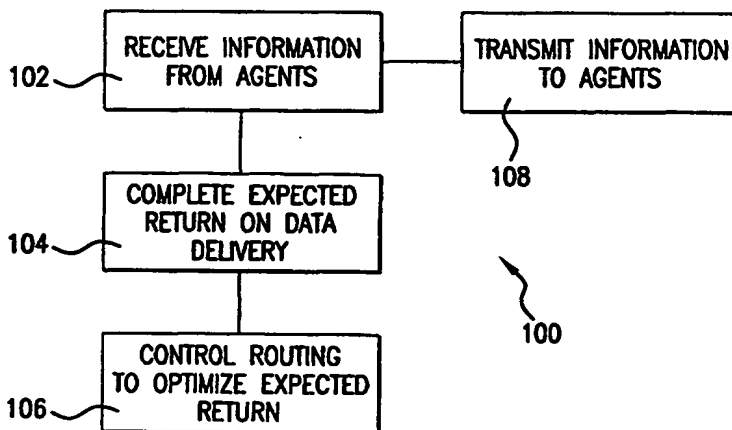 RECEIVE INFORMATION
FROM AGENTS
102
TRANSMIT INFORMATION
TO AGENTS
108
COMPLETE EXPECTED
RETURN ON DATA
DELIVERY
104
100
CONTROL ROUTING
TO OPTIMIZE EXPECTED
RETURN
106